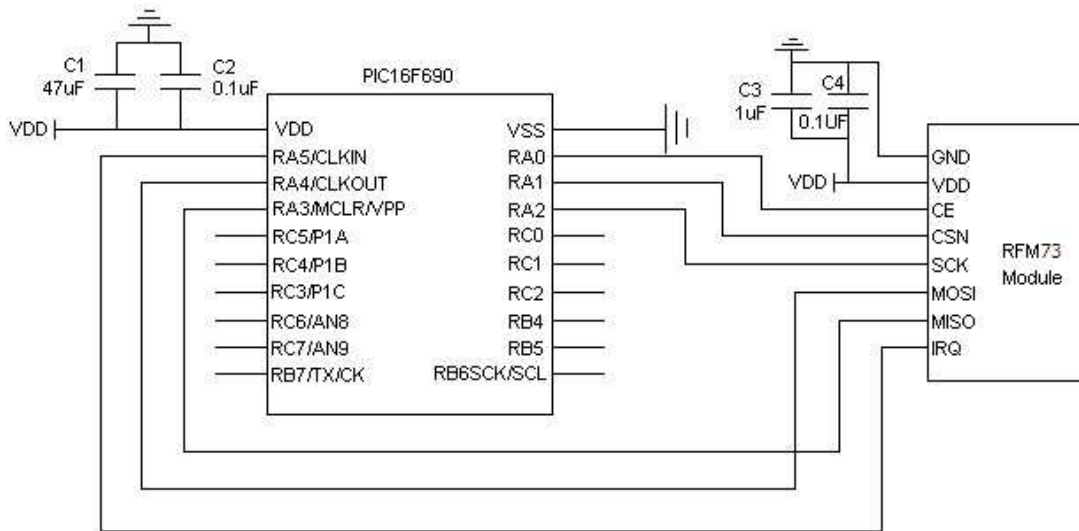 C1
47uF
C2
0.1uF
VDD
PIC16F690
VDD
RA5/CLKIN
RA4/CLKOUT
RA3/MCLR/VPP
RC5/P1A
RC4/P1B
RC3/P1C
RC6/AN8
RC7/AN9
RB7/TX/CK
VSS
RA0
RA1
RA2
RC0
RC1
RC2
RB4
RB5
RB6SCK/SCL
C3
1uF
C4
0.1UF
VDD
GND
VDD
CE
CSN
SCK
MOSI
MISO
IRQ
RFM73
Module